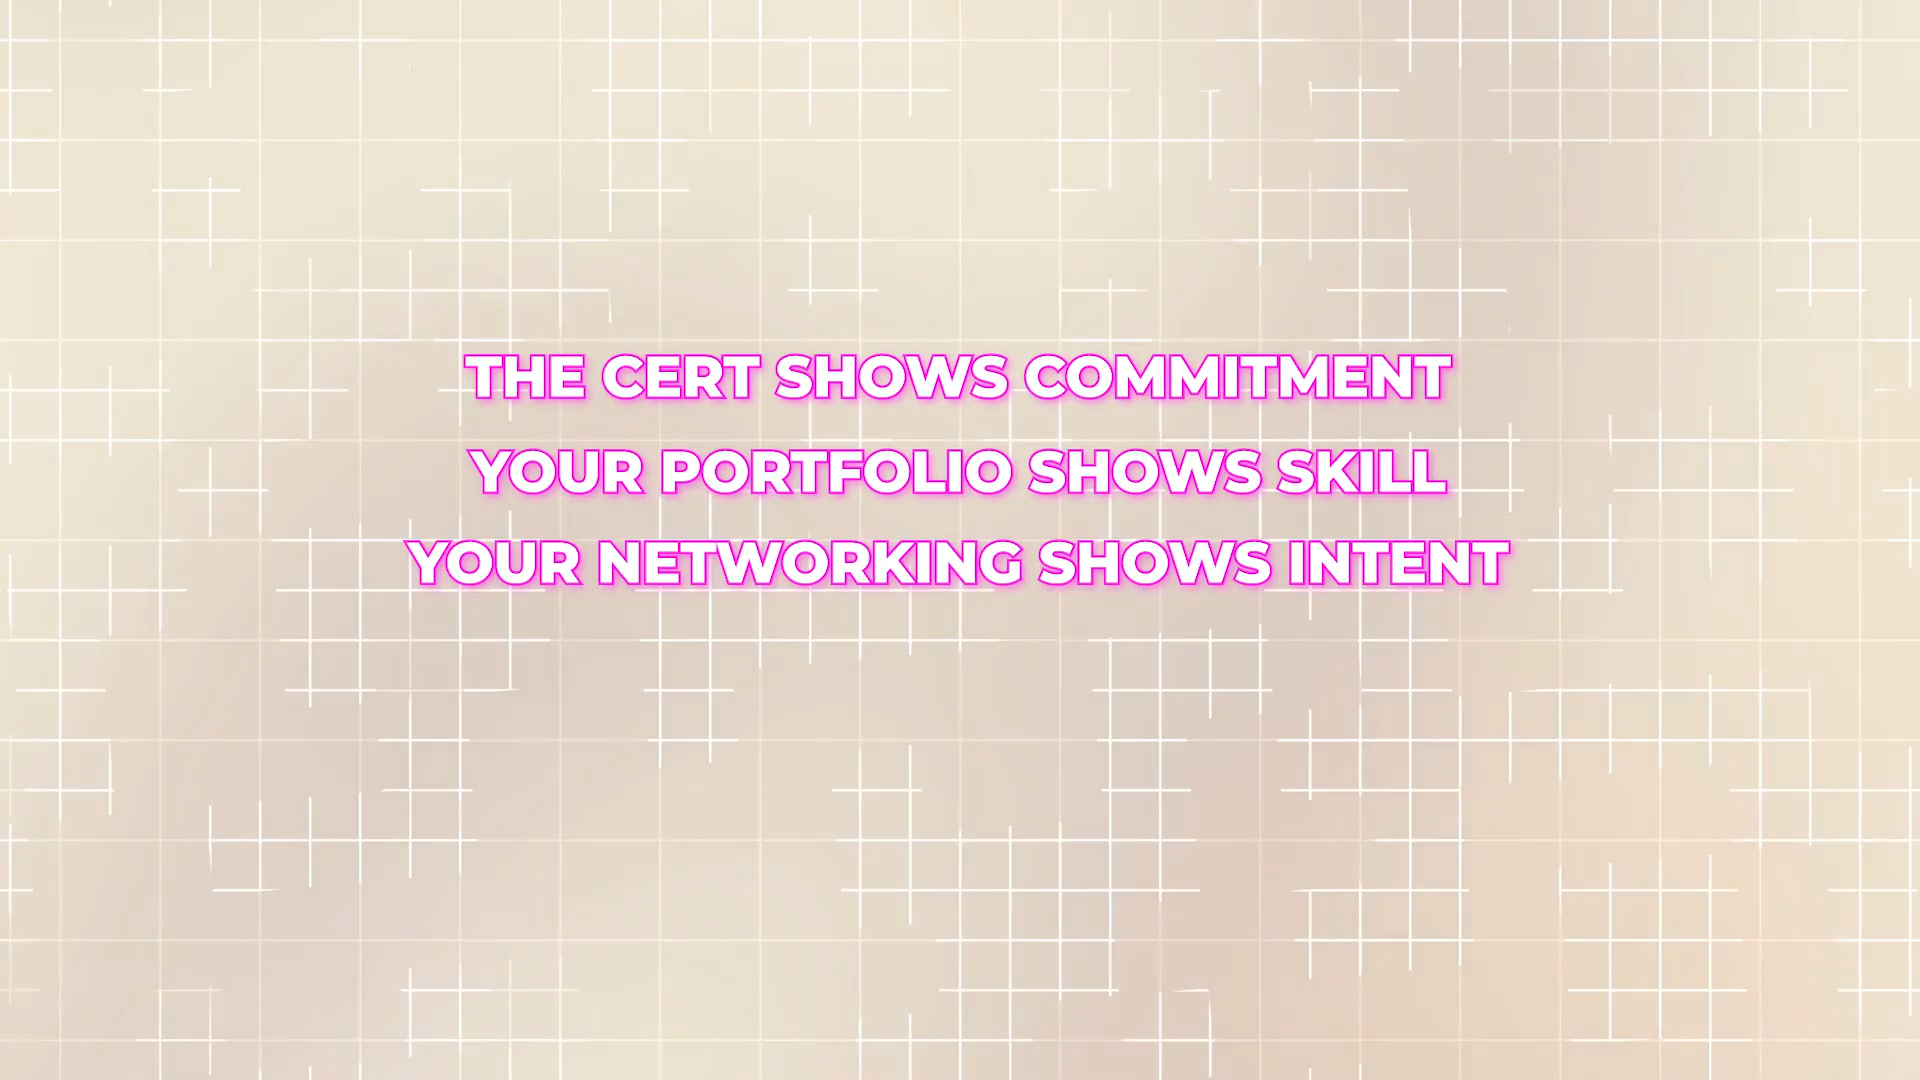 THE CERT SHOWS COMMITMENT
YOUR PORTFOLIO SHOWS SKILL
YOUR NETWORKING SHOWS INTENT